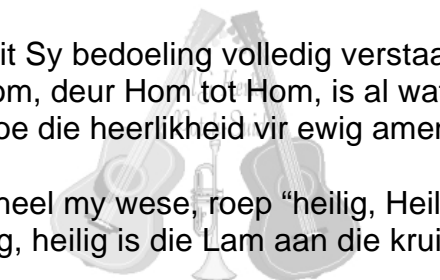 it Sy bedoeling volledig verstaa
om, deur Hom tot Hom, is al wa
oe die heerlikheid vir ewig amen
heel my wese, roep “heilig, Heil
g, heilig is die Lam aan die krui